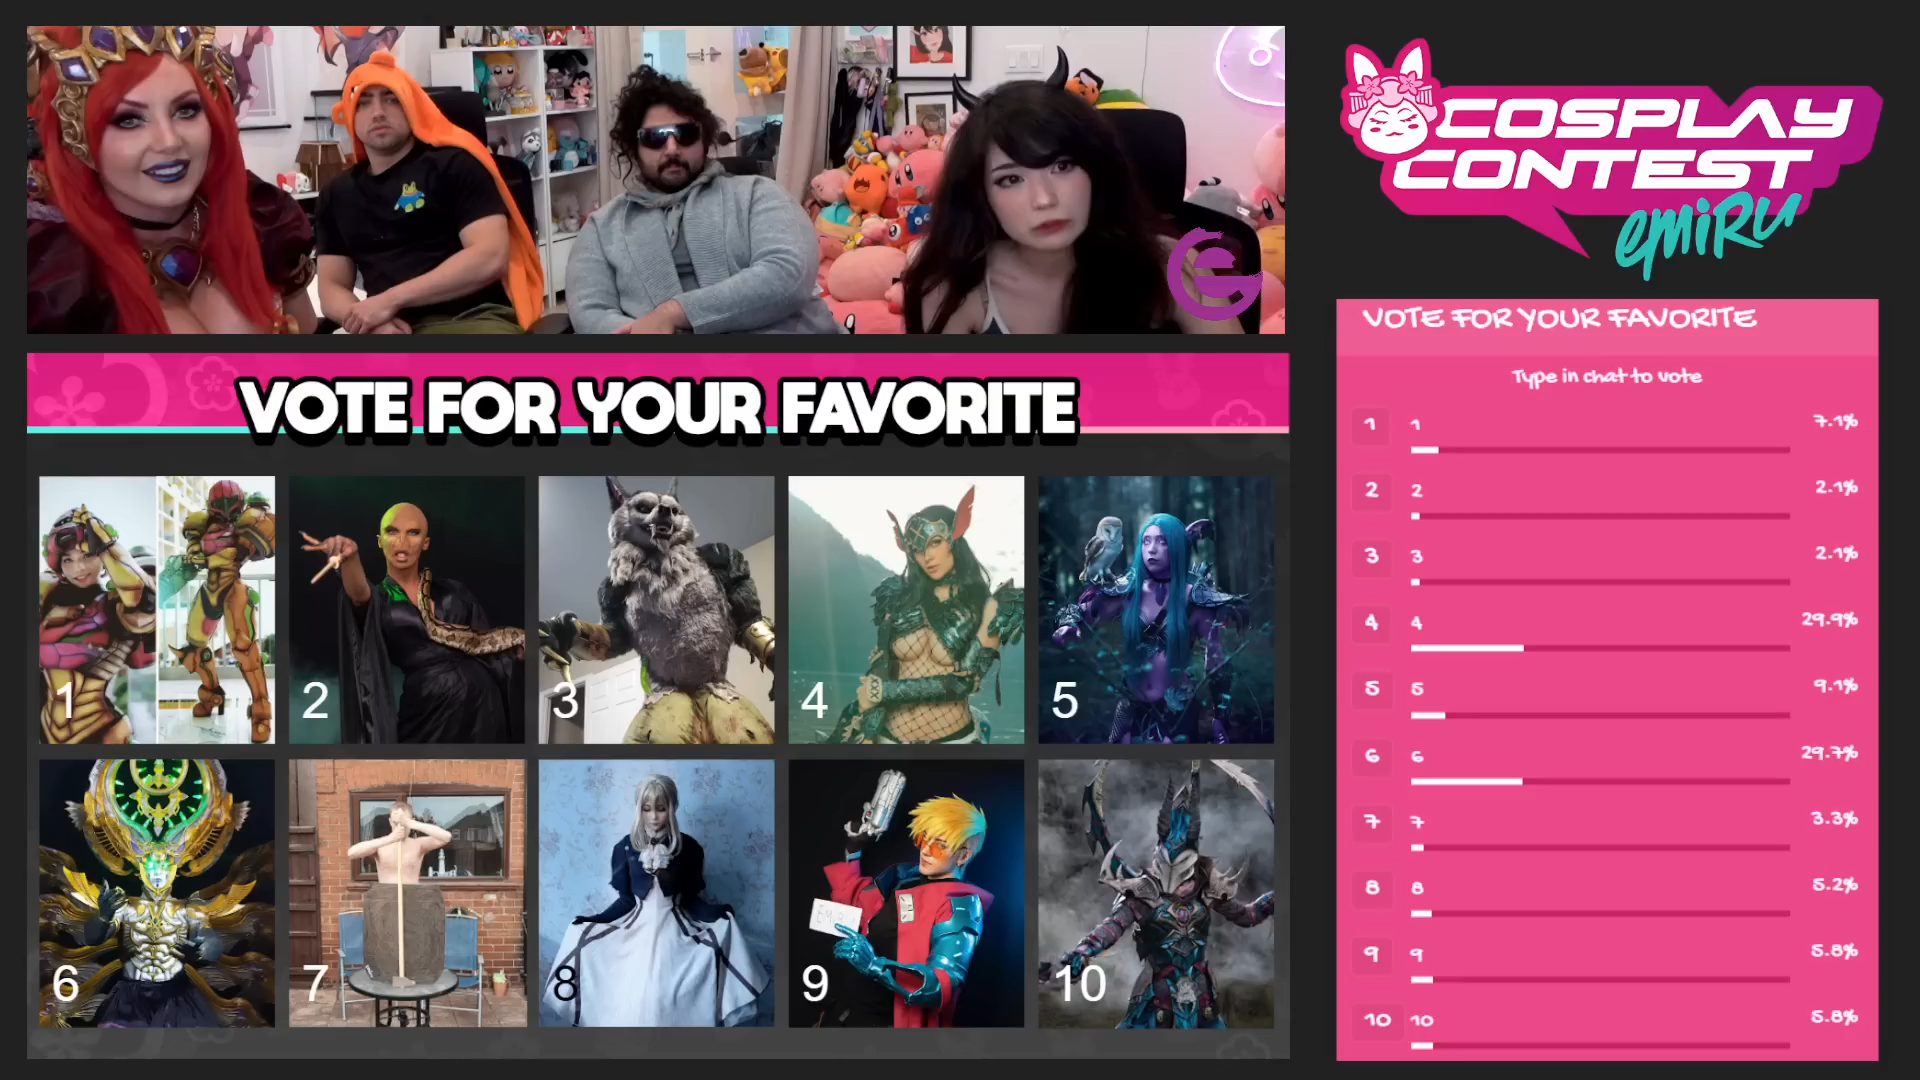 COSPLAY
CONTEST
emiru
VOTE FOR YOUR FAVORITE
1
2
3
4
5
6
7
8
9
10
VOTE FOR YOUR FAVORITE
Type in chat to vote
1 1 7.1%
2 2 2.1%
3 3 2.1%
4 4 29.9%
5 5 9.1%
6 6 29.7%
7 7 3.3%
8 8 5.2%
9 9 5.8%
10 10 5.8%